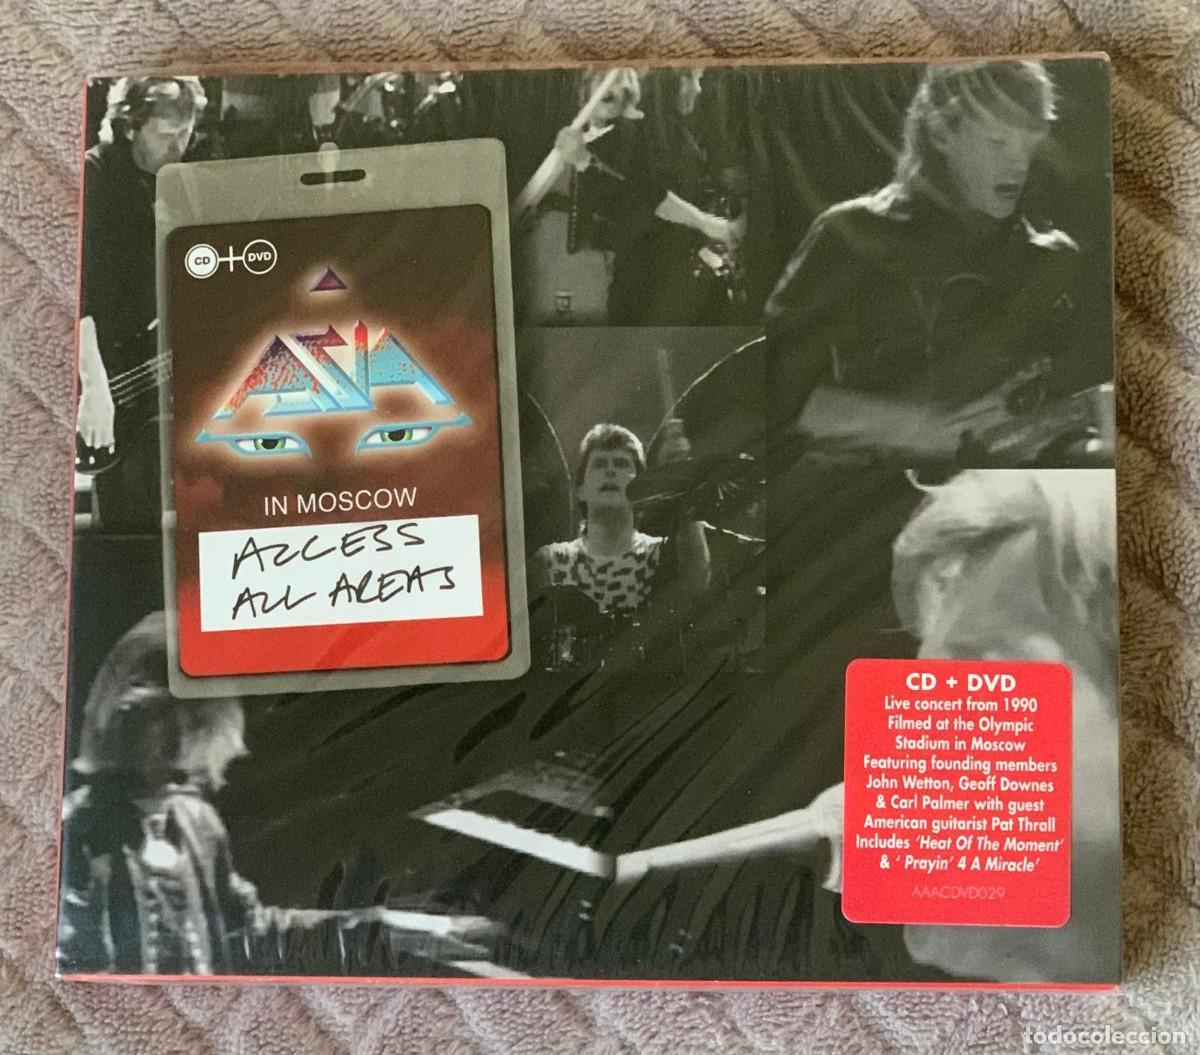 CD + DVD
ASIA
IN MOSCOW
ACCESS
ALL AREAS
CD + DVD
Live concert from 1990
Filmed at the Olympic
Stadium in Moscow
Featuring founding members
John Wetton, Geoff Downes
& Carl Palmer with guest
American guitarist Pat Thrall
Includes 'Heat Of The Moment'
& ' Prayin' 4 A Miracle'
AAACDVD029
todocoleccion